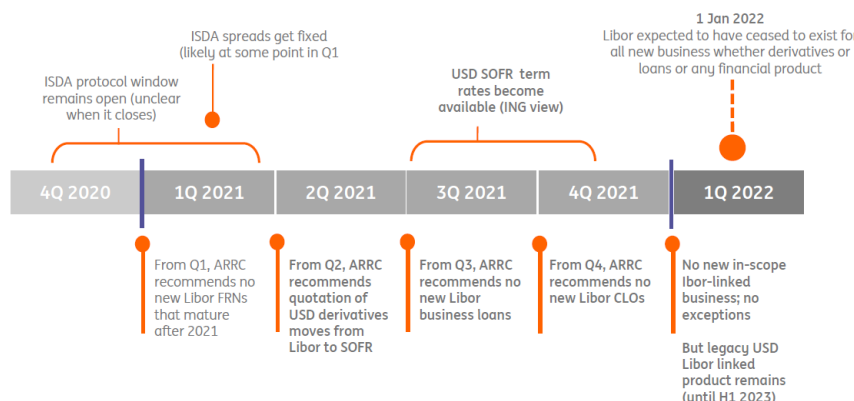 1 Jan 2022
Libor expected to have ceased to exist for
all new business whether derivatives or
loans or any financial product
ISDA spreads get fixed
(likely at some point in Q1
ISDA protocol window
remains open (unclear
when it closes)
USD SOFR term
rates become
available (ING view)
4Q 2020
1Q 2021
2Q 2021
3Q 2021
4Q 2021
1Q 2022
From Q1, ARRC
recommends no
new Libor FRNs
that mature
after 2021
From Q2, ARRC
recommends
quotation of
USD derivatives
moves from
Libor to SOFR
From Q3, ARRC
recommends no
new Libor
business loans
From Q4, ARRC
recommends no
new Libor CLOs
No new in-scope
Ibor-linked
business; no
exceptions
But legacy USD
Libor linked
product remains
(until H1 2023)